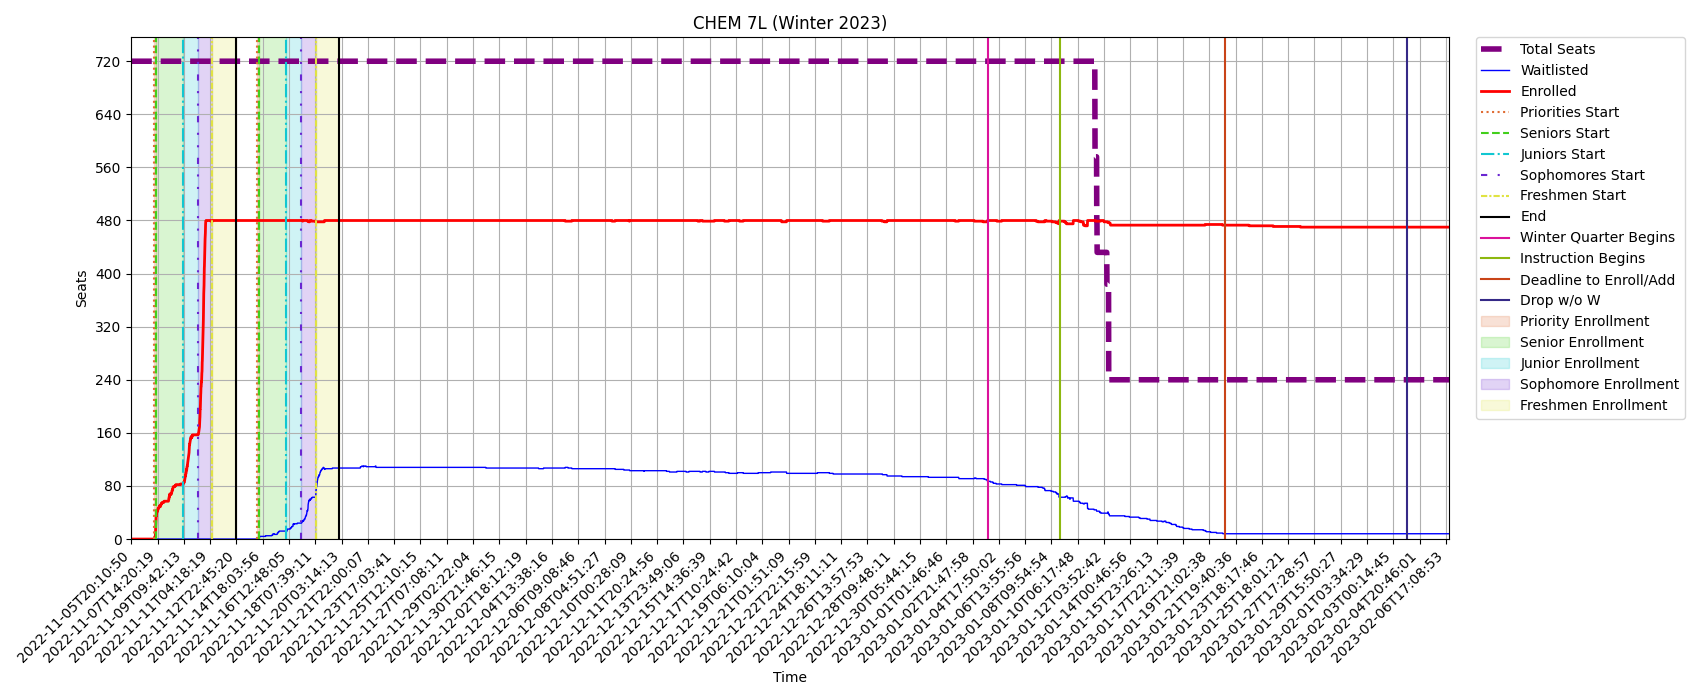 CHEM 7L (Winter 2023)
Seats
720
640
560
480
400
320
240
160
80
0
2022-11-05T20:10:50
2022-11-07T14:20:19
2022-11-09T09:42:13
2022-11-11T04:18:19
2022-11-12T22:45:20
2022-11-14T18:03:56
2022-11-16T12:48:05
2022-11-18T07:39:11
2022-11-20T03:14:13
2022-11-21T22:00:07
2022-11-23T17:03:41
2022-11-25T12:10:15
2022-11-27T07:08:11
2022-11-29T02:22:04
2022-11-30T21:46:15
2022-12-02T18:12:19
2022-12-04T13:38:16
2022-12-06T09:08:46
2022-12-08T04:51:27
2022-12-10T00:28:09
2022-12-11T20:24:56
2022-12-13T23:49:06
2022-12-15T14:36:39
2022-12-17T10:24:42
2022-12-19T06:10:04
2022-12-21T01:51:09
2022-12-22T22:15:59
2022-12-24T18:11:11
2022-12-26T13:57:53
2022-12-28T09:48:11
2022-12-30T05:44:15
2023-01-01T01:46:46
2023-01-02T21:47:58
2023-01-04T17:50:02
2023-01-06T13:55:56
2023-01-08T09:54:54
2023-01-10T06:17:48
2023-01-12T03:52:42
2023-01-14T00:46:56
2023-01-15T23:26:13
2023-01-17T22:11:39
2023-01-19T21:02:38
2023-01-21T19:40:36
2023-01-23T18:17:46
2023-01-25T18:01:21
2023-01-27T17:28:57
2023-01-29T15:50:27
2023-02-01T03:34:29
2023-02-03T00:14:45
2023-02-04T20:46:01
2023-02-06T17:08:53
Time
Total Seats
Waitlisted
Enrolled
Priorities Start
Seniors Start
Juniors Start
Sophomores Start
Freshmen Start
End
Winter Quarter Begins
Instruction Begins
Deadline to Enroll/Add
Drop w/o W
Priority Enrollment
Senior Enrollment
Junior Enrollment
Sophomore Enrollment
Freshmen Enrollment